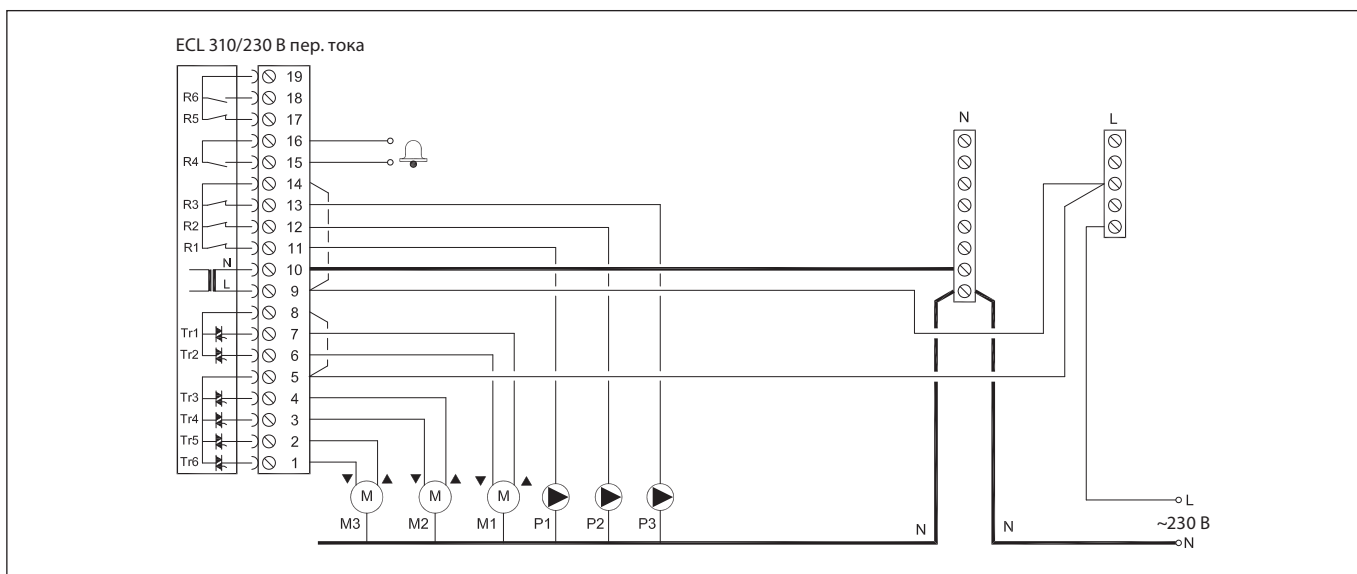 ECL 310/230 В пер. тока
19
R6 18
R5 17
16
R4 15
14
R3 13
R2 12
R1 11
N 10
L 9
8
Tr1 7
Tr2 6
5
Tr3 4
Tr4 3
Tr5 2
Tr6 1
N L
M M M
M3 M2 M1 P1 P2 P3
N N
L
~230 В
N